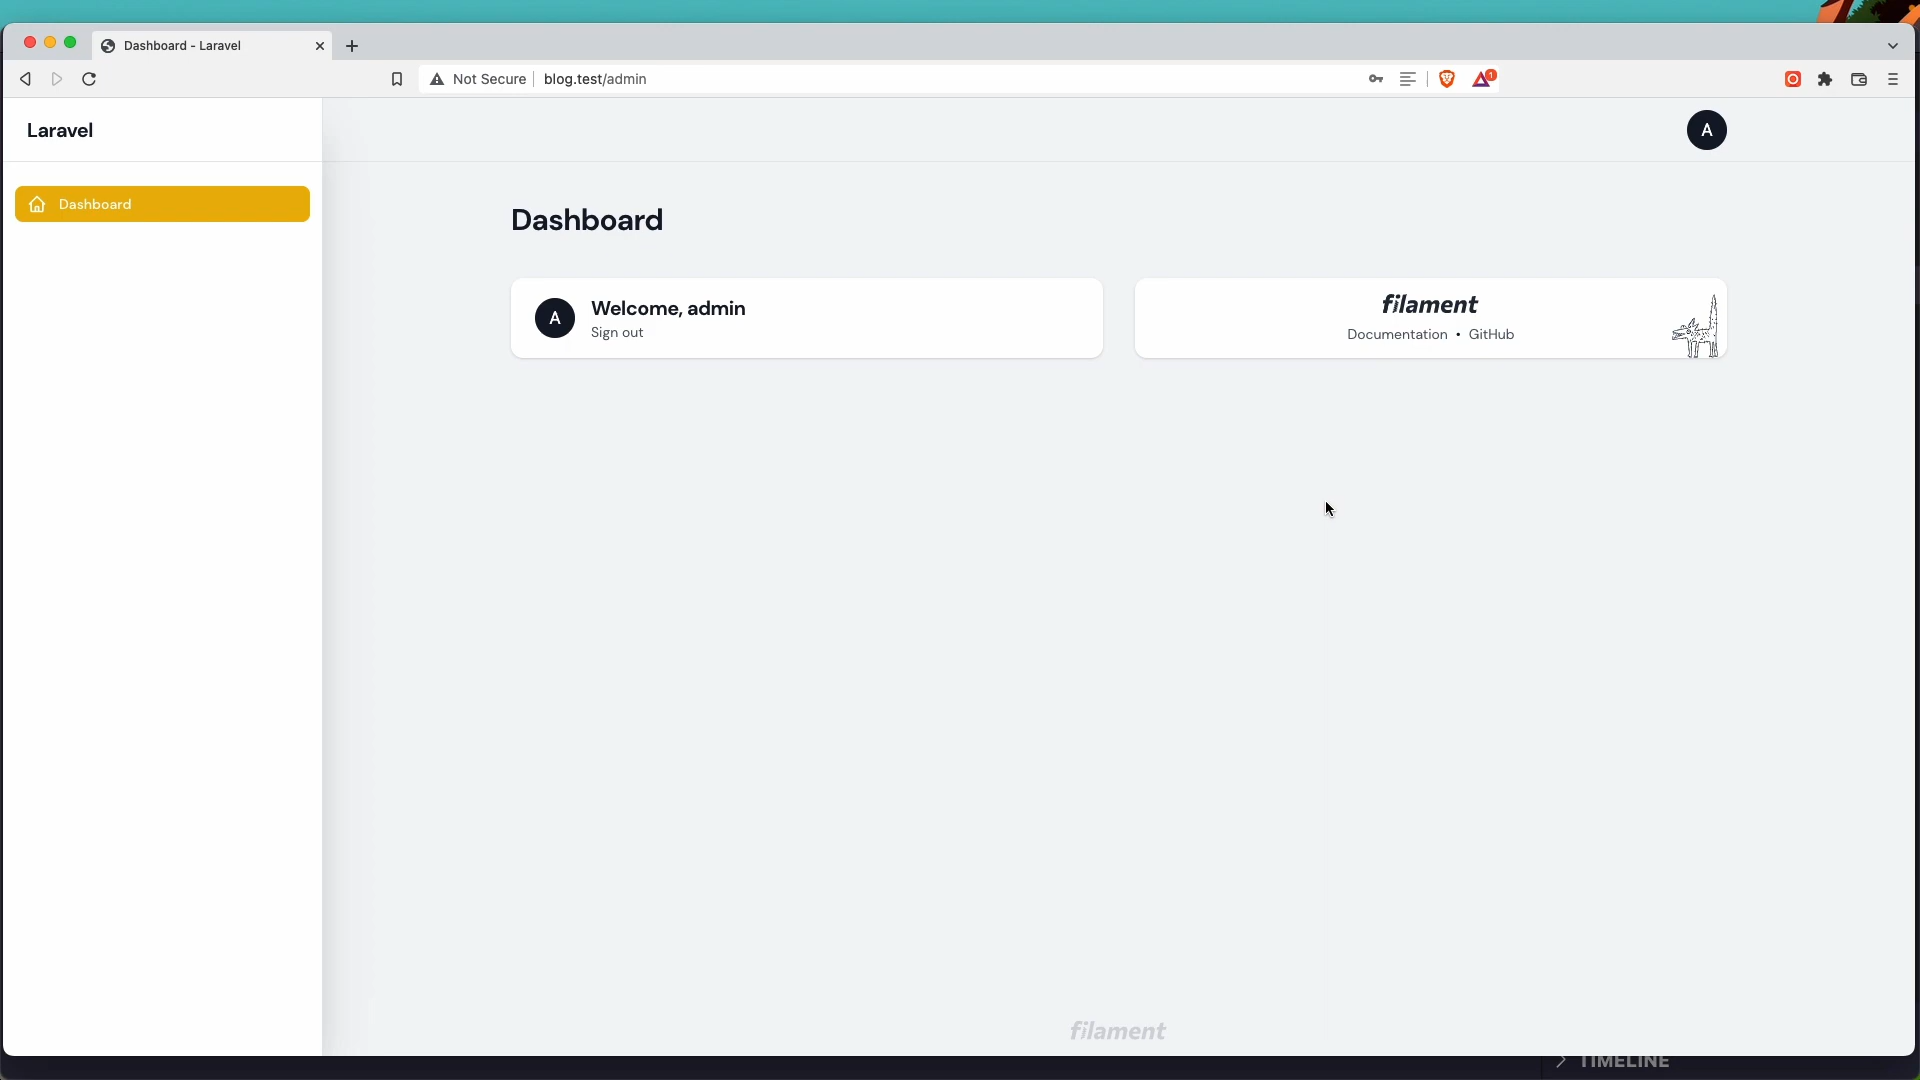 Dashboard - Laravel
Not Secure blog.test/admin 1
Laravel
A
Dashboard
Dashboard
A
Welcome, admin
Sign out
filament
Documentation • GitHub
filament
TIMELINE